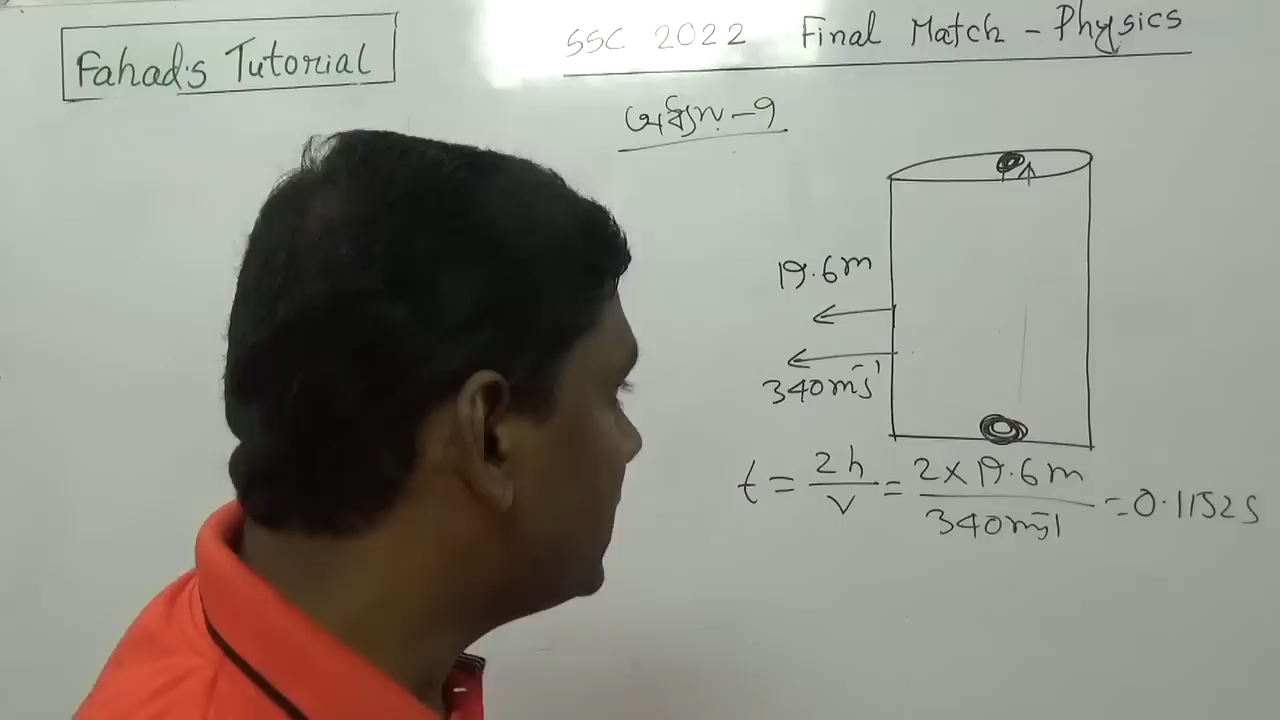 Fahad's Tutorial
SSC 2022 Final Match - Physics
অধ্যায়-৭
19.6m
340ms⁻¹
t = 2h/v = 2 × 19.6m/340ms⁻¹ = 0.1152s